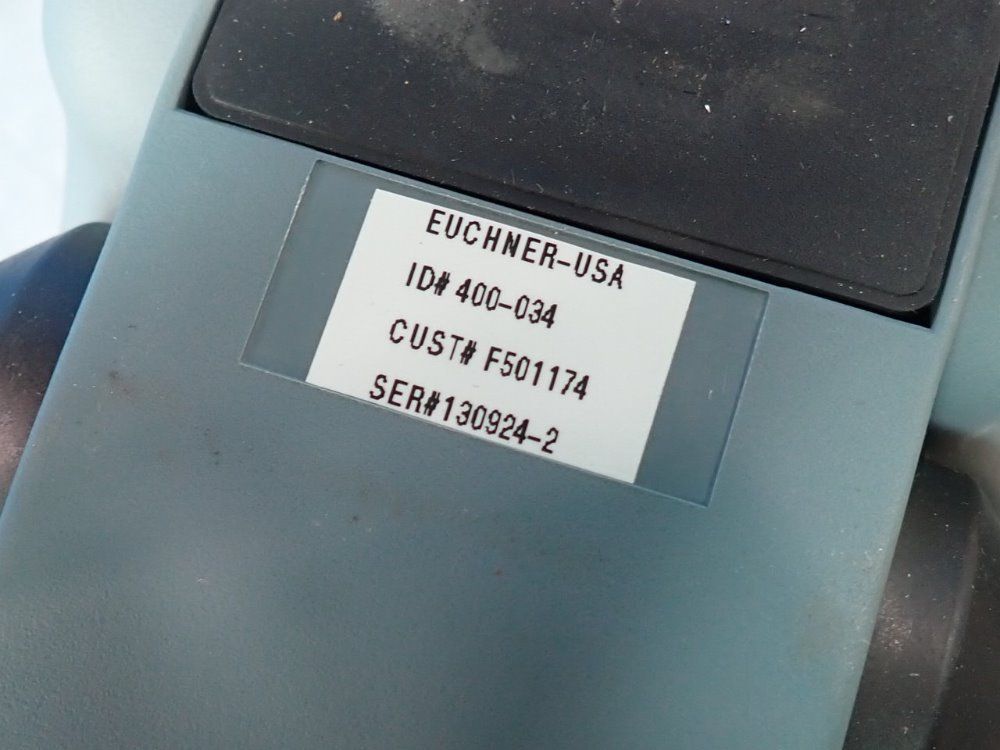 EUCHNER-USA
ID# 400-034
CUST# F501174
SER#130924-2